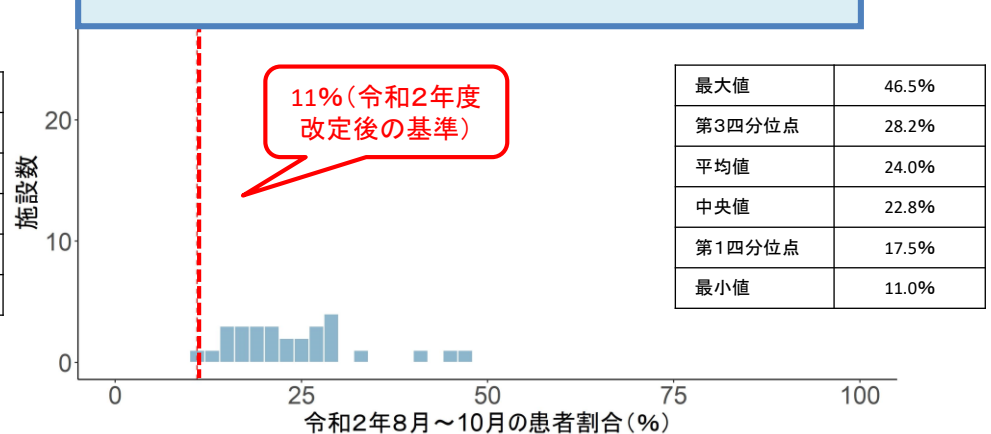 11%(令和2年度
改定後の基準)
施設数
20
10
0
0 25 50 75 100
令和2年8月~10月の患者割合(%)
最大値 46.5%
第3四分位点 28.2%
平均値 24.0%
中央値 22.8%
第1四分位点 17.5%
最小値 11.0%